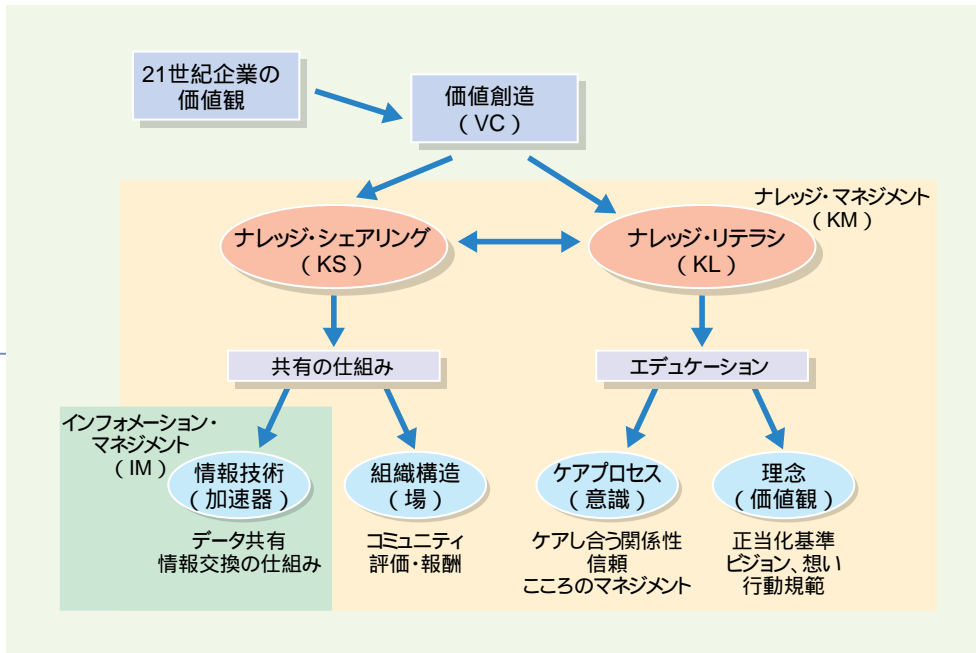 21世紀企業の
価値観
価値創造
（VC）
ナレッジ・マネジメント
（KM）
ナレッジ・シェアリング
（KS）
ナレッジ・リテラシ
（KL）
共有の仕組み
エデュケーション
インフォメーション・
マネジメント
（IM）
情報技術
（加速器）
組織構造
（場）
ケアプロセス
（意識）
理念
（価値観）
データ共有
情報交換の仕組み
コミュニティ
評価・報酬
ケアし合う関係性
信頼
こころのマネジメント
正当化基準
ビジョン、想い
行動規範